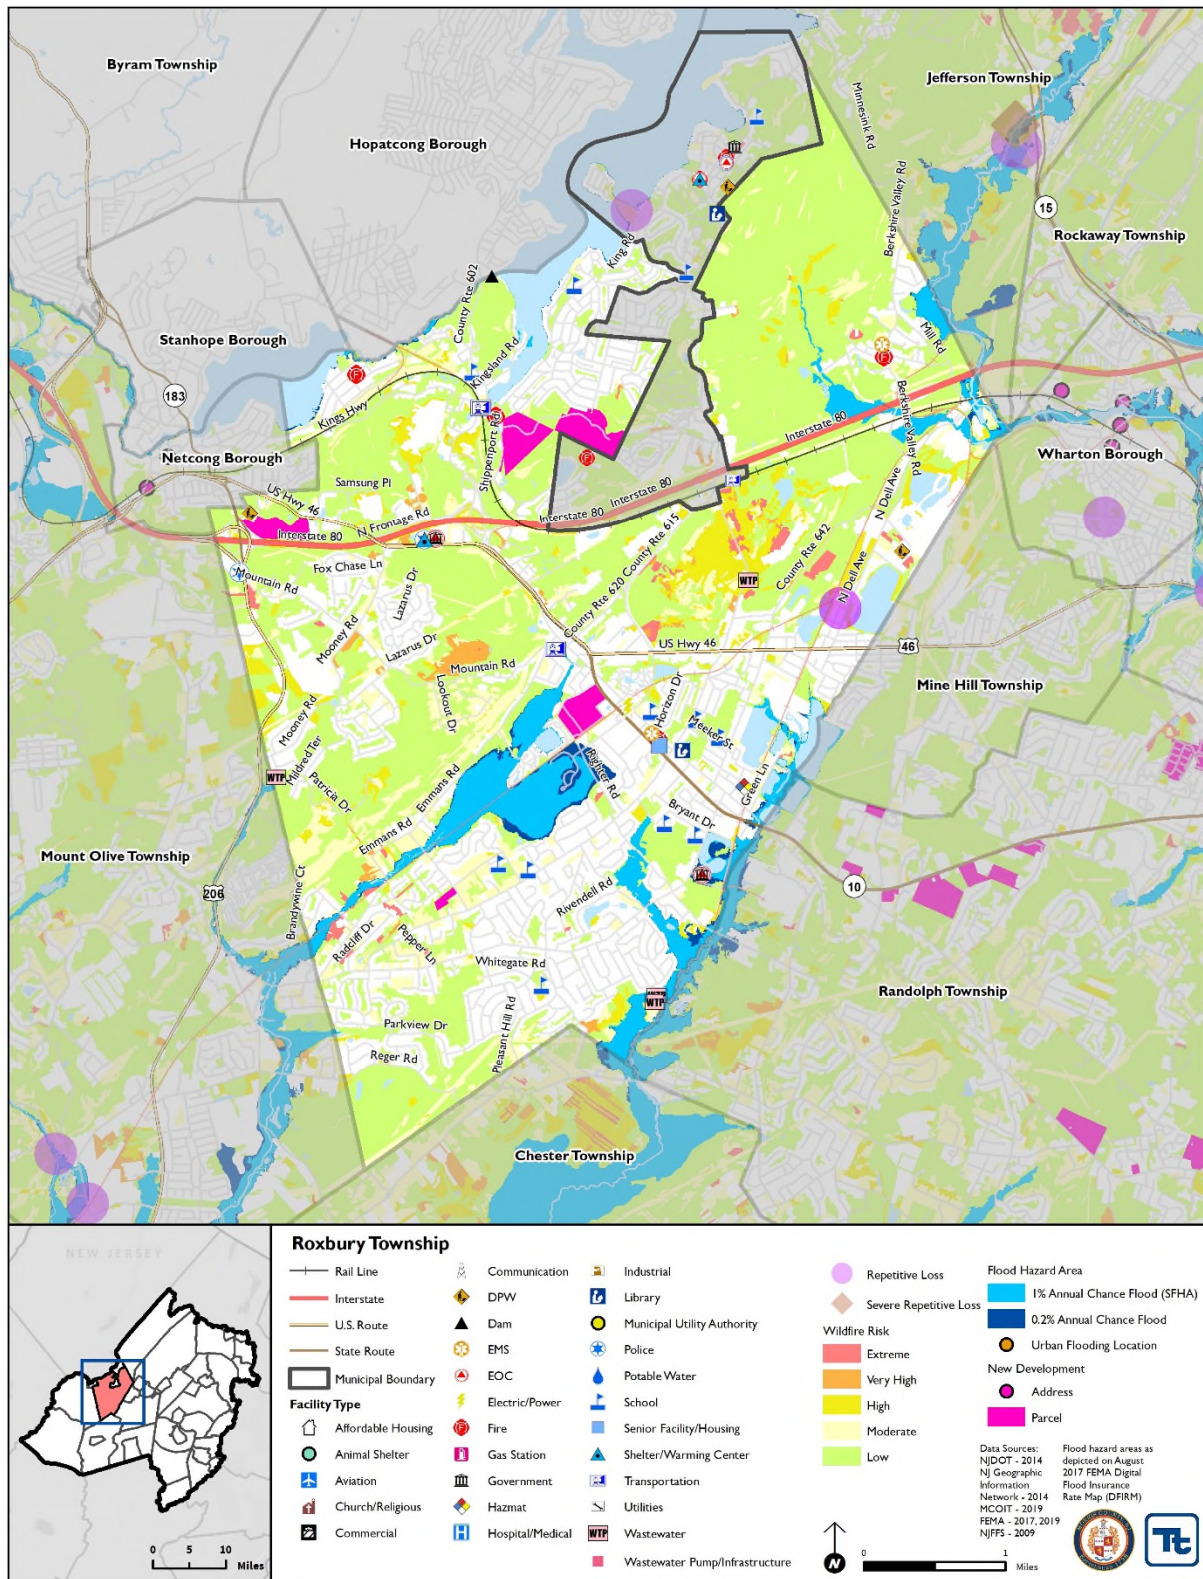 Byram Township
Jefferson Township
Hopatcong Borough
Minnesink Rd
Berkshire Valley Rd
15
Rockaway Township
King Rd
County Rte 602
Stanhope Borough
Mill Rd
Kingsland Rd
183
Kings Hwy
Interstate 80
Berkshire Valley Rd
Netcong Borough
Shippenport Rd
Wharton Borough
Samsung Pl
US Hwy 46
N Frontage Rd
Interstate 80
Interstate 80
Interstate 80
N Dell Ave
County Rte 615
County Rte 642
Fox Chase Ln
Mountain Rd
WTP
N Dell Ave
Lazarus Dr
County Rte 620
Mooney Rd
Lazarus Dr
US Hwy 46
46
Mountain Rd
Lookout Dr
Mine Hill Township
Horizon Dr
Mooney Rd
Meeker St
Mildred Ter
WTP
Righter Rd
Patricia Dr
Emmans Rd
Green Ln
Bryant Dr
Emmans Rd
Mount Olive Township
206
10
Brandywine Ct
Rivendell Rd
Radcliff Dr
Pepper Ln
Whitegate Rd
Randolph Township
WTP
Parkview Dr
Pleasant Hill Rd
Reger Rd
Chester Township
NEW JERSEY
0 5 10
Miles
Roxbury Township
Rail Line
Interstate
U.S. Route
State Route
Municipal Boundary
Facility Type
Affordable Housing
Animal Shelter
Aviation
Church/Religious
Commercial
Communication
DPW
Dam
EMS
EOC
Electric/Power
Fire
Gas Station
Government
Hazmat
Hospital/Medical
Industrial
Library
Municipal Utility Authority
Police
Potable Water
School
Senior Facility/Housing
Shelter/Warming Center
Transportation
Utilities
WTP Wastewater
Wastewater Pump/Infrastructure
Repetitive Loss
Severe Repetitive Loss
Wildfire Risk
Extreme
Very High
High
Moderate
Low
Flood Hazard Area
1% Annual Chance Flood (SFHA)
0.2% Annual Chance Flood
Urban Flooding Location
New Development
Address
Parcel
Data Sources:
NJDOT - 2014
NJ Geographic
Information
Network - 2014
MCOIT - 2019
FEMA - 2017, 2019
NJFFS - 2009
Flood hazard areas as
depicted on August
2017 FEMA Digital
Flood Insurance
Rate Map (DFIRM)
N
0 1
Miles
Tt